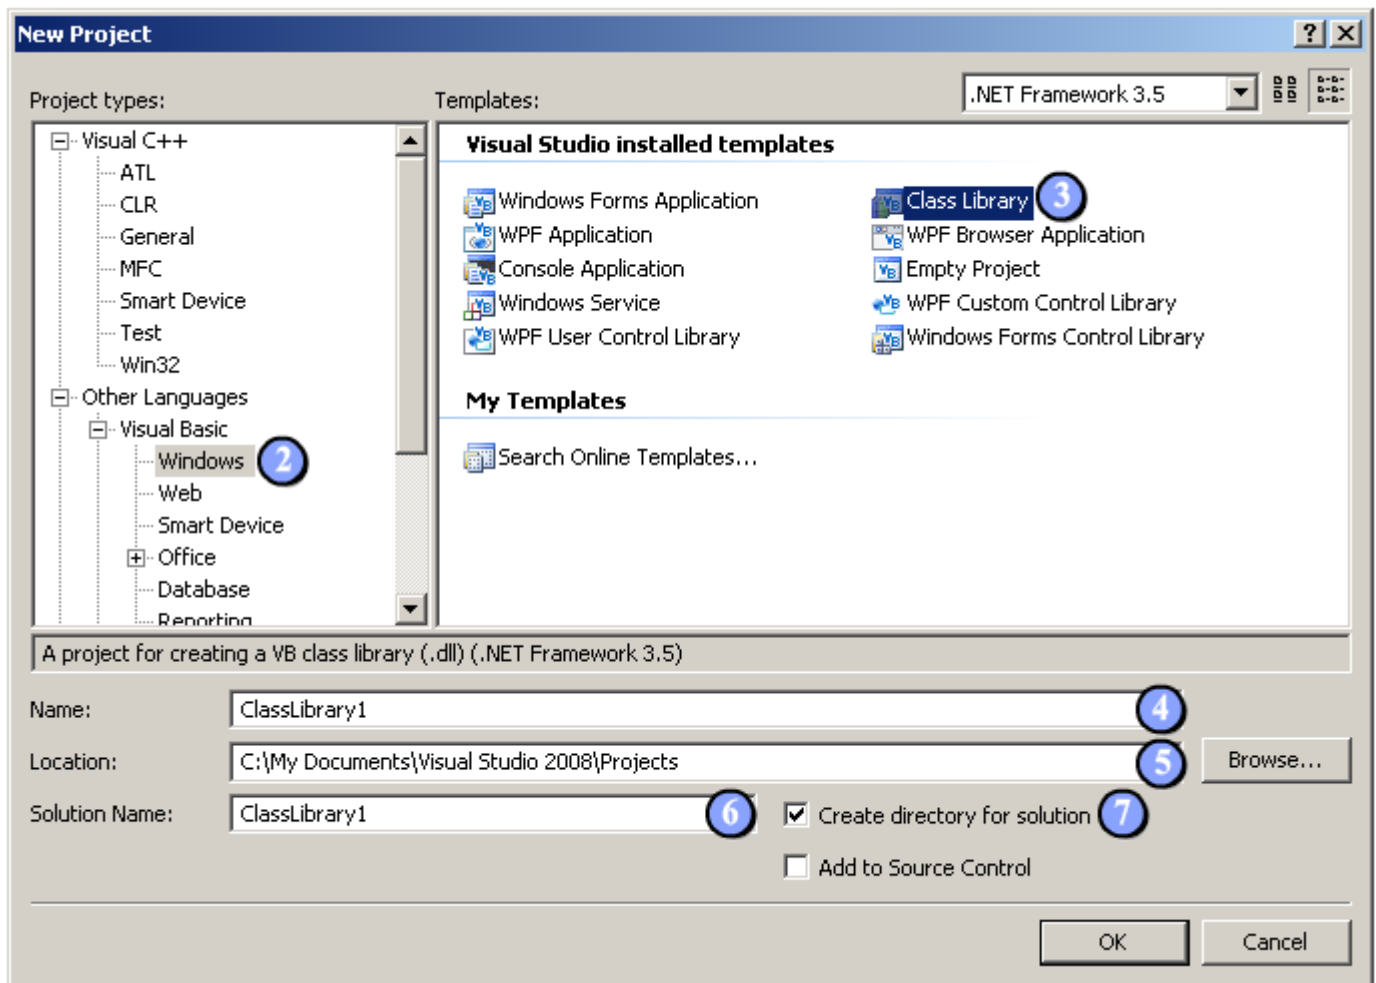 New Project
Project types:
Templates:
.NET Framework 3.5
Visual C++
ATL
CLR
General
MFC
Smart Device
Test
Win32
Other Languages
Visual Basic
Windows 2
Web
Smart Device
Office
Database
Reporting
Visual Studio installed templates
Windows Forms Application
Class Library 3
WPF Application
WPF Browser Application
Console Application
Empty Project
Windows Service
WPF Custom Control Library
WPF User Control Library
Windows Forms Control Library
My Templates
Search Online Templates...
A project for creating a VB class library (.dll) (.NET Framework 3.5)
Name: ClassLibrary1 4
Location: C:\My Documents\Visual Studio 2008\Projects 5 Browse...
Solution Name: ClassLibrary1 6 Create directory for solution 7
Add to Source Control
OK Cancel